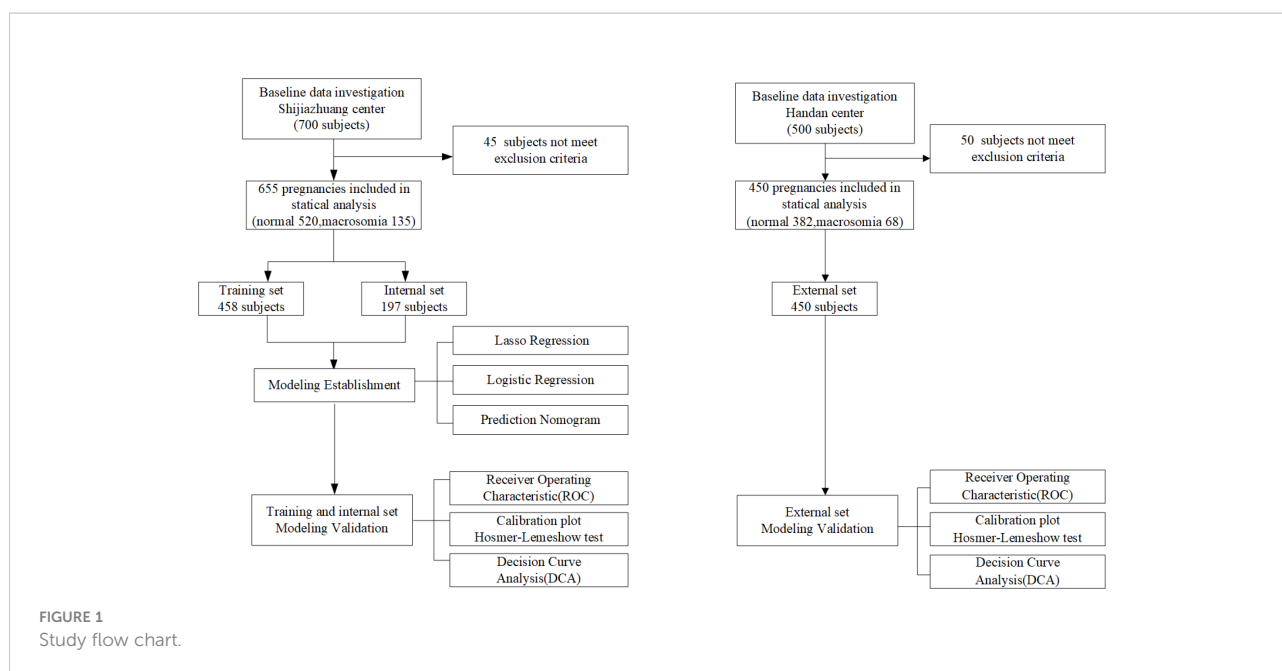 Baseline data investigation
Shijiazhuang center
(700 subjects)
45 subjects not meet
exclusion criteria
655 pregnancies included in
statical analysis
(normal 520,macrosomia 135)
Training set
458 subjects
Internal set
197 subjects
Modeling Establishment
Lasso Regression
Logistic Regression
Prediction Nomogram
Training and internal set
Modeling Validation
Receiver Operating
Characteristic(ROC)
Calibration plot
Hosmer-Lemeshow test
Decision Curve
Analysis(DCA)
Baseline data investigation
Handan center
(500 subjects)
50 subjects not meet
exclusion criteria
450 pregnancies included in
statical analysis
(normal 382,macrosomia 68)
External set
450 subjects
External set
Modeling Validation
Receiver Operating
Characteristic(ROC)
Calibration plot
Hosmer-Lemeshow test
Decision Curve
Analysis(DCA)
FIGURE 1
Study flow chart.